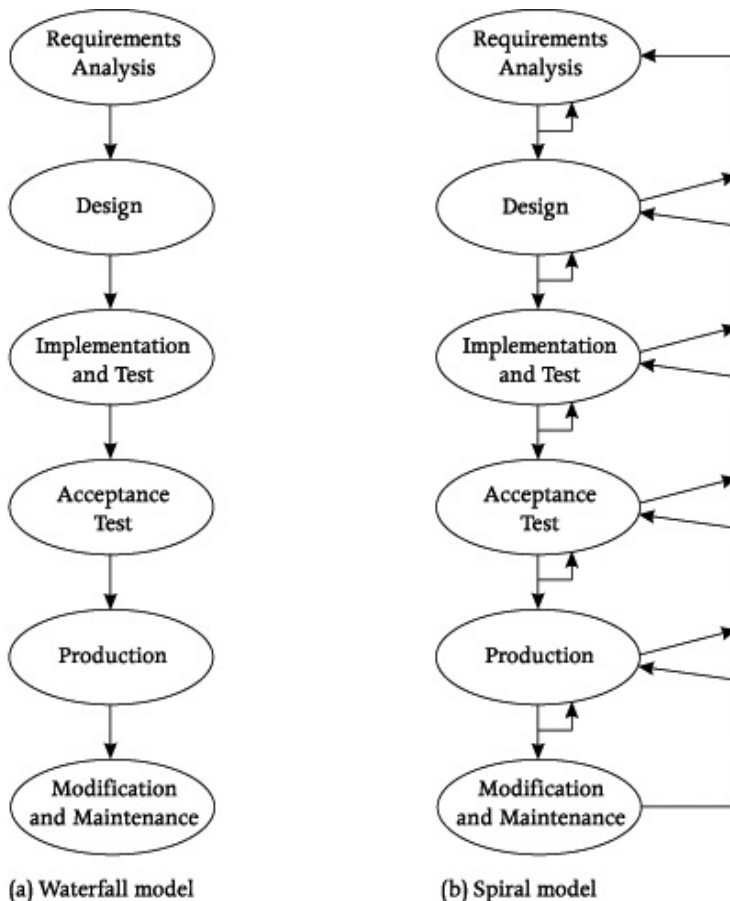 Requirements
Analysis
Design
Implementation
and Test
Acceptance
Test
Production
Modification
and Maintenance
(a) Waterfall model
Requirements
Analysis
Design
Implementation
and Test
Acceptance
Test
Production
Modification
and Maintenance
(b) Spiral model